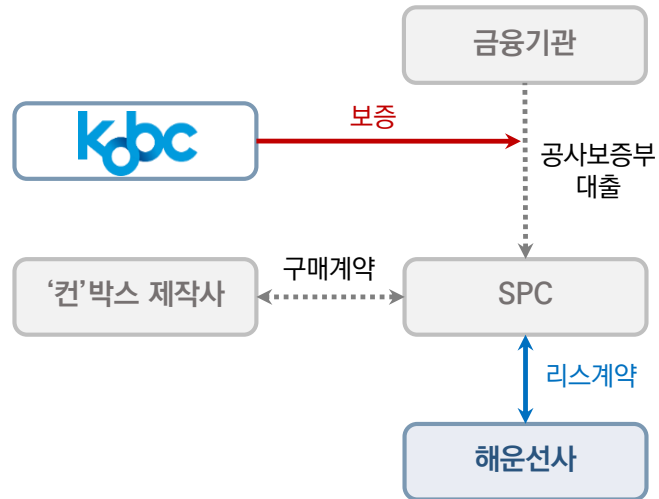 금융기관
kobc
보증
공사보증부
대출
‘컨’박스 제작사
구매계약
SPC
리스계약
해운선사